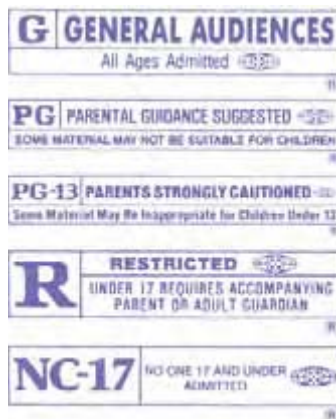 G GENERAL AUDIENCES
All Ages Admitted
PG PARENTAL GUIDANCE SUGGESTED
SOME MATERIAL MAY NOT BE SUITABLE FOR CHILDREN
PG-13 PARENTS STRONGLY CAUTIONED
Some Material May Be Inappropriate for Children Under 13
R RESTRICTED
UNDER 17 REQUIRES ACCOMPANYING
PARENT OR ADULT GUARDIAN
NC-17 NO ONE 17 AND UNDER
ADMITTED